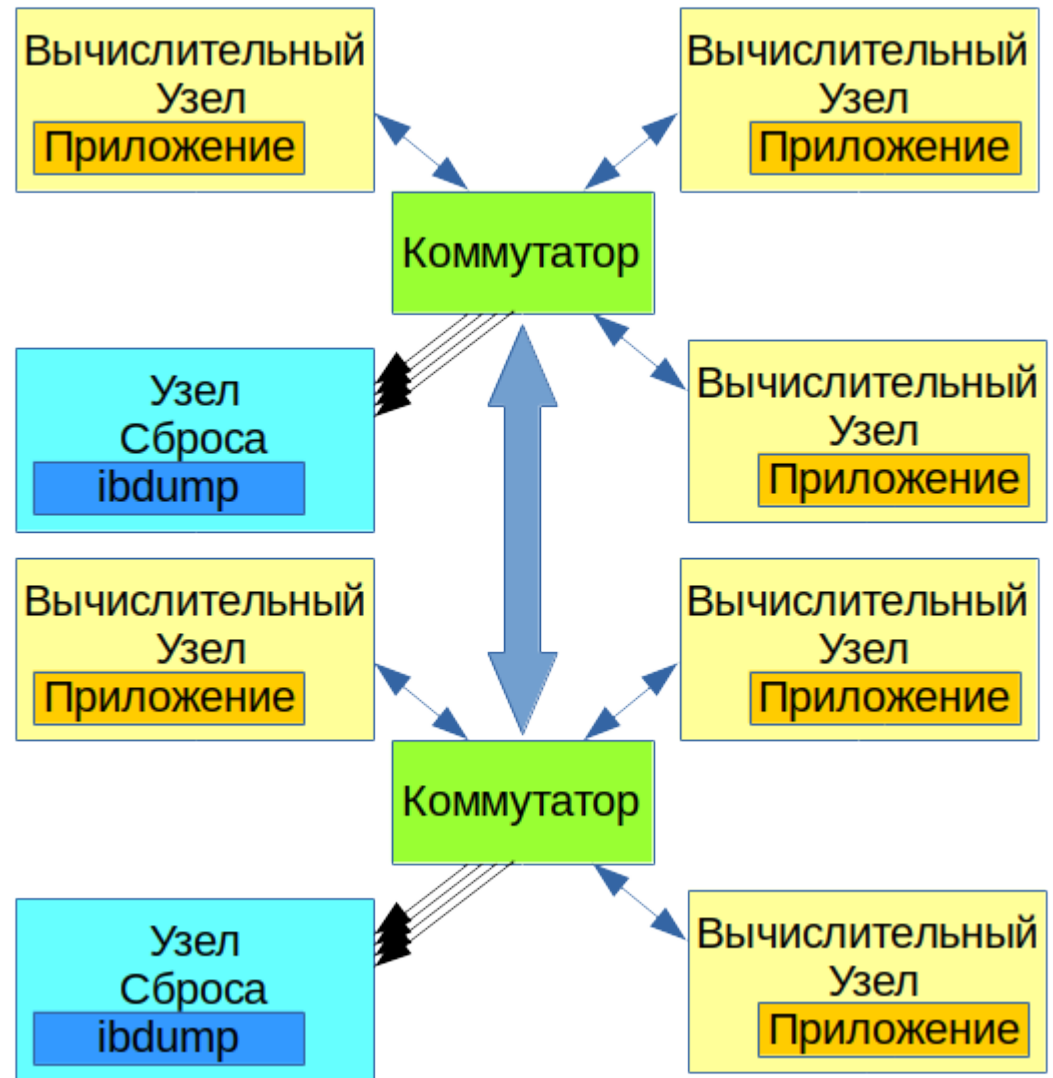 Вычислительный
Узел
Приложение
Вычислительный
Узел
Приложение
Коммутатор
Узел
Сброса
ibdump
Вычислительный
Узел
Приложение
Вычислительный
Узел
Приложение
Вычислительный
Узел
Приложение
Коммутатор
Узел
Сброса
ibdump
Вычислительный
Узел
Приложение